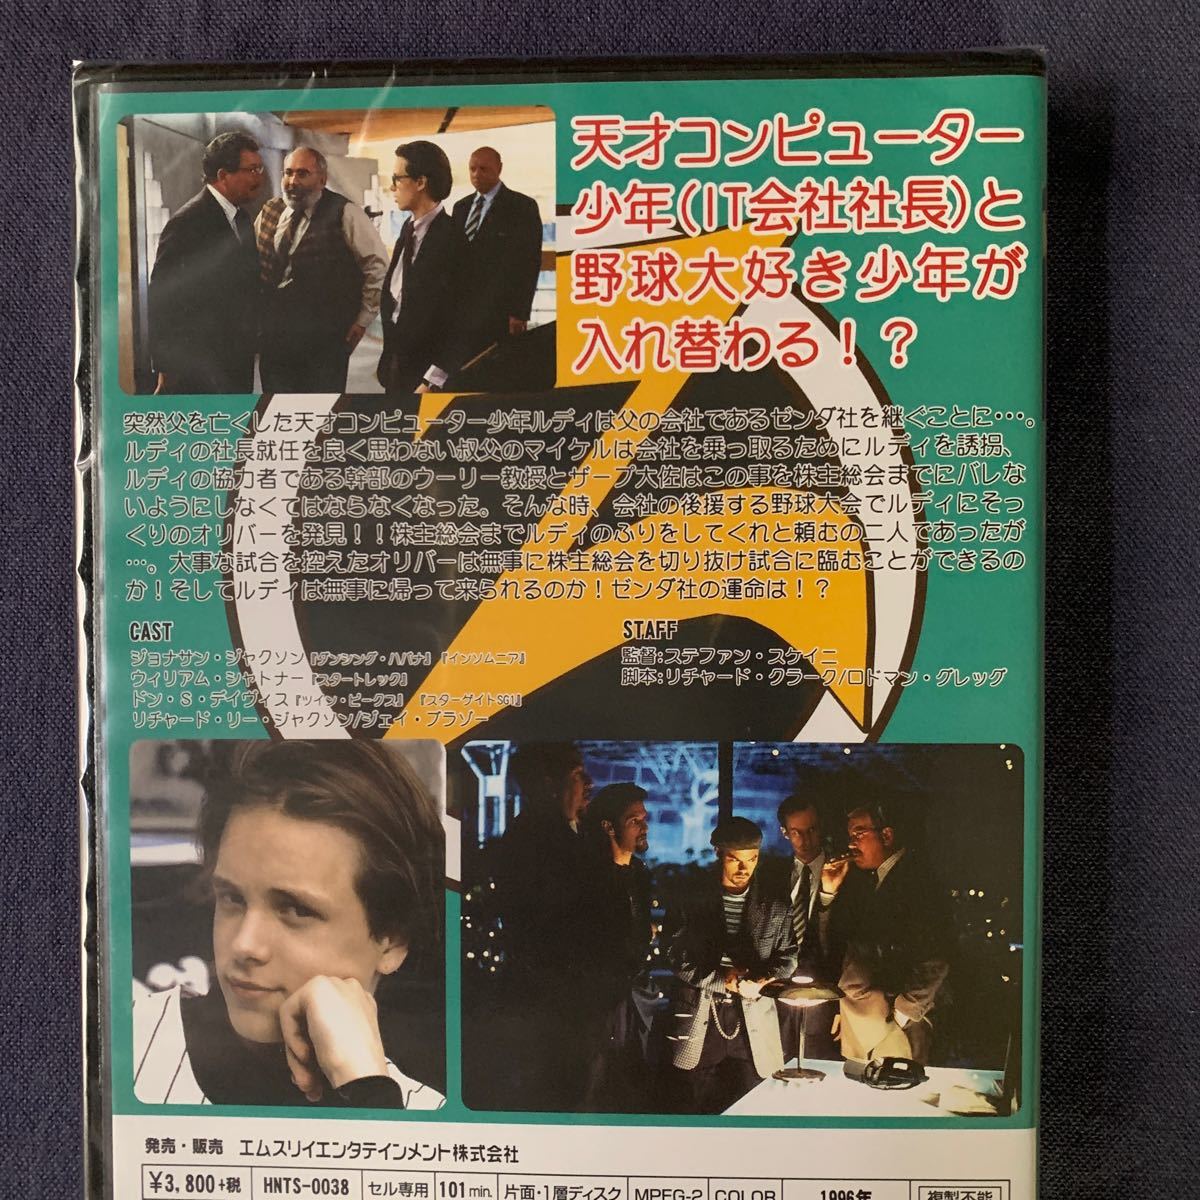 天才コンピューター
少年(IT会社社長)と
野球大好き少年が
入れ替わる！？
突然父を亡くした天才コンピューター少年ルディは父の会社であるゼンダ社を継ぐことに…。
ルディの社長就任を良く思わない叔父のマイケルは会社を乗っ取るためにルディを誘拐、
ルディの協力者である幹部のウーリー教授とザープ大佐はこの事を株主総会までにバレな
いようにしなくてはならなくなった。そんな時、会社の後援する野球大会でルディにそっ
くりのオリバーを発見！！株主総会までルディのふりをしてくれと頼むの二人であったが
…。大事な試合を控えたオリバーは無事に株主総会を切り抜け試合に臨むことができるの
か！そしてルディは無事に帰って来られるのか！ゼンダ社の運命は！？
CAST
ジョナサン・ジャクソン『ダンシング・ハバナ』『インソムニア』
ウィリアム・シャトナー『スタートレック』
ドン・S・デイヴィス『ツイン・ピークス』『スターゲイトSG1』
リチャード・リー・ジャクソン/ジェイ・ブラゾー
STAFF
監督:ステファン・スケイニ
脚本:リチャード・クラーク/ロドマン・グレッグ
発売・販売 エムスリイエンタテインメント株式会社
¥3,800+税 HNTS-0038 セル専用 101min. 片面・1層ディスク MPEG-2 COLOR 1996年 複製不能